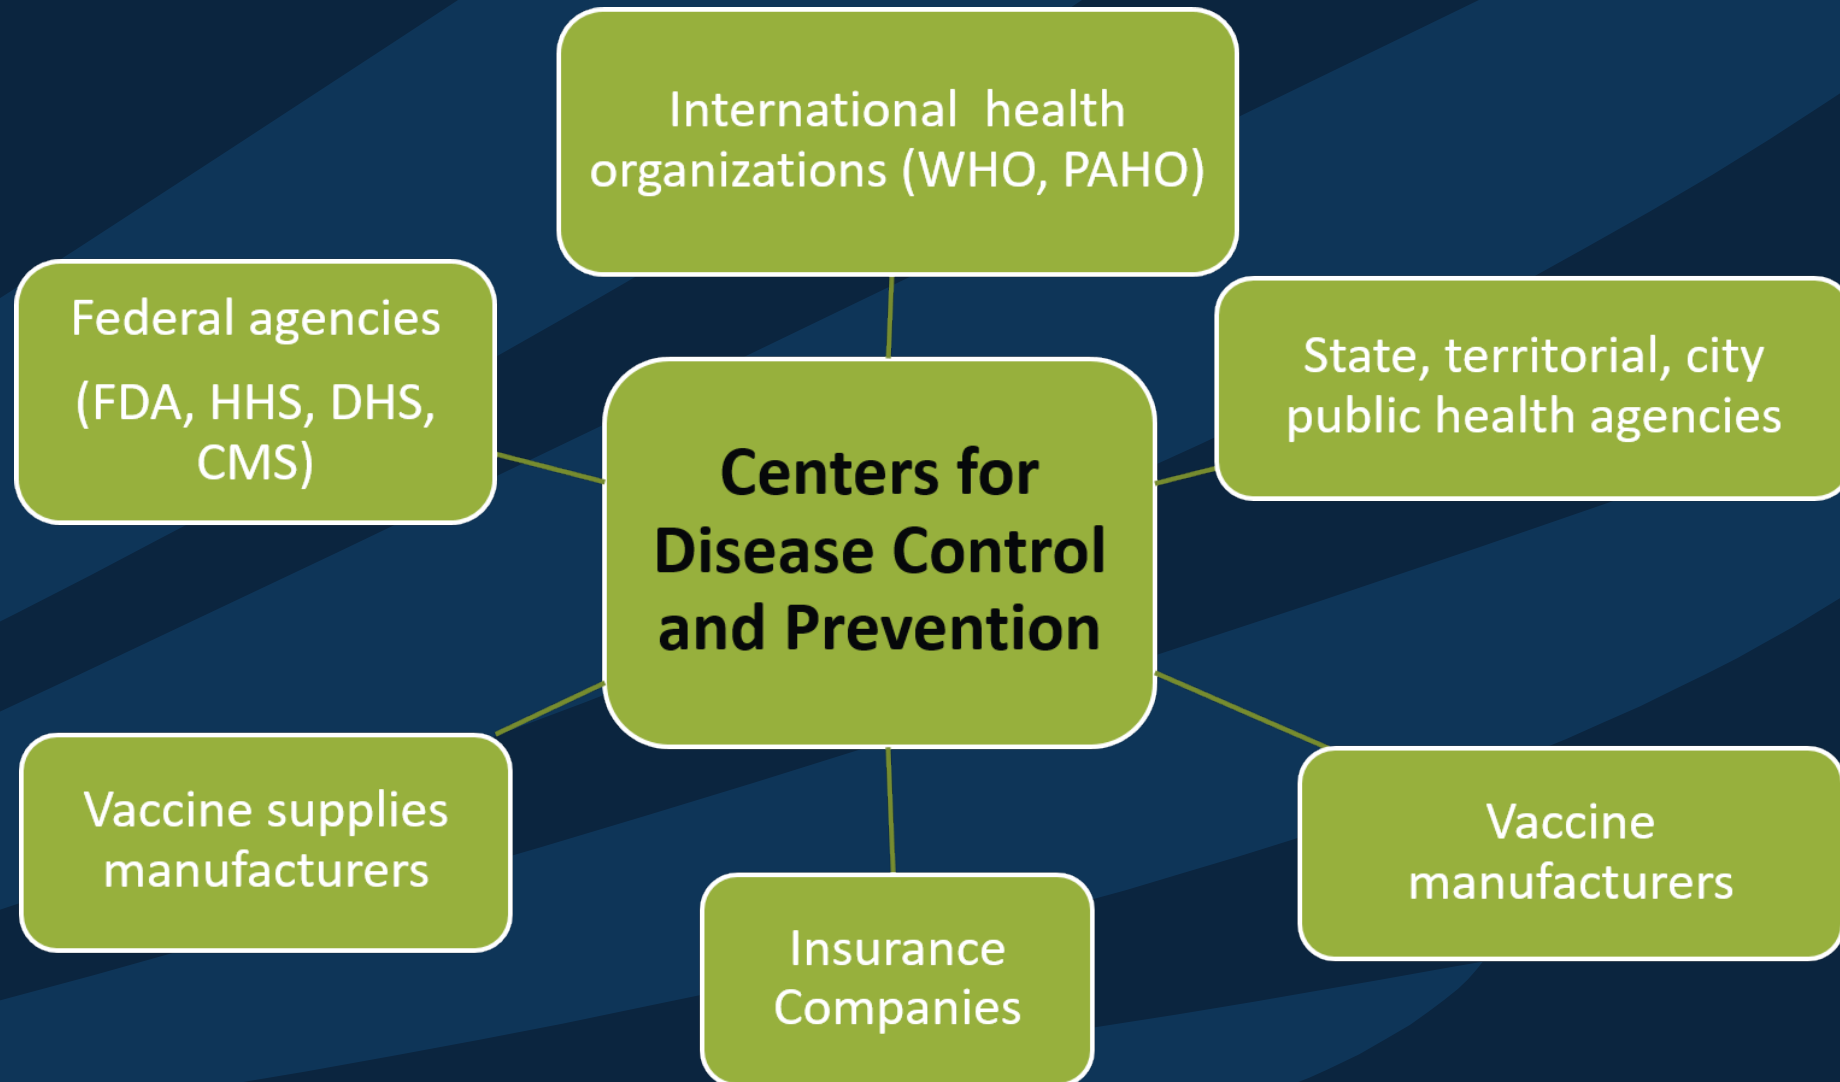 International  health
organizations (WHO, PAHO)
Federal agencies
(FDA, HHS, DHS,
CMS)
State, territorial, city
public health agencies
Centers for
Disease Control
and Prevention
Vaccine supplies
manufacturers
Vaccine
manufacturers
Insurance
Companies